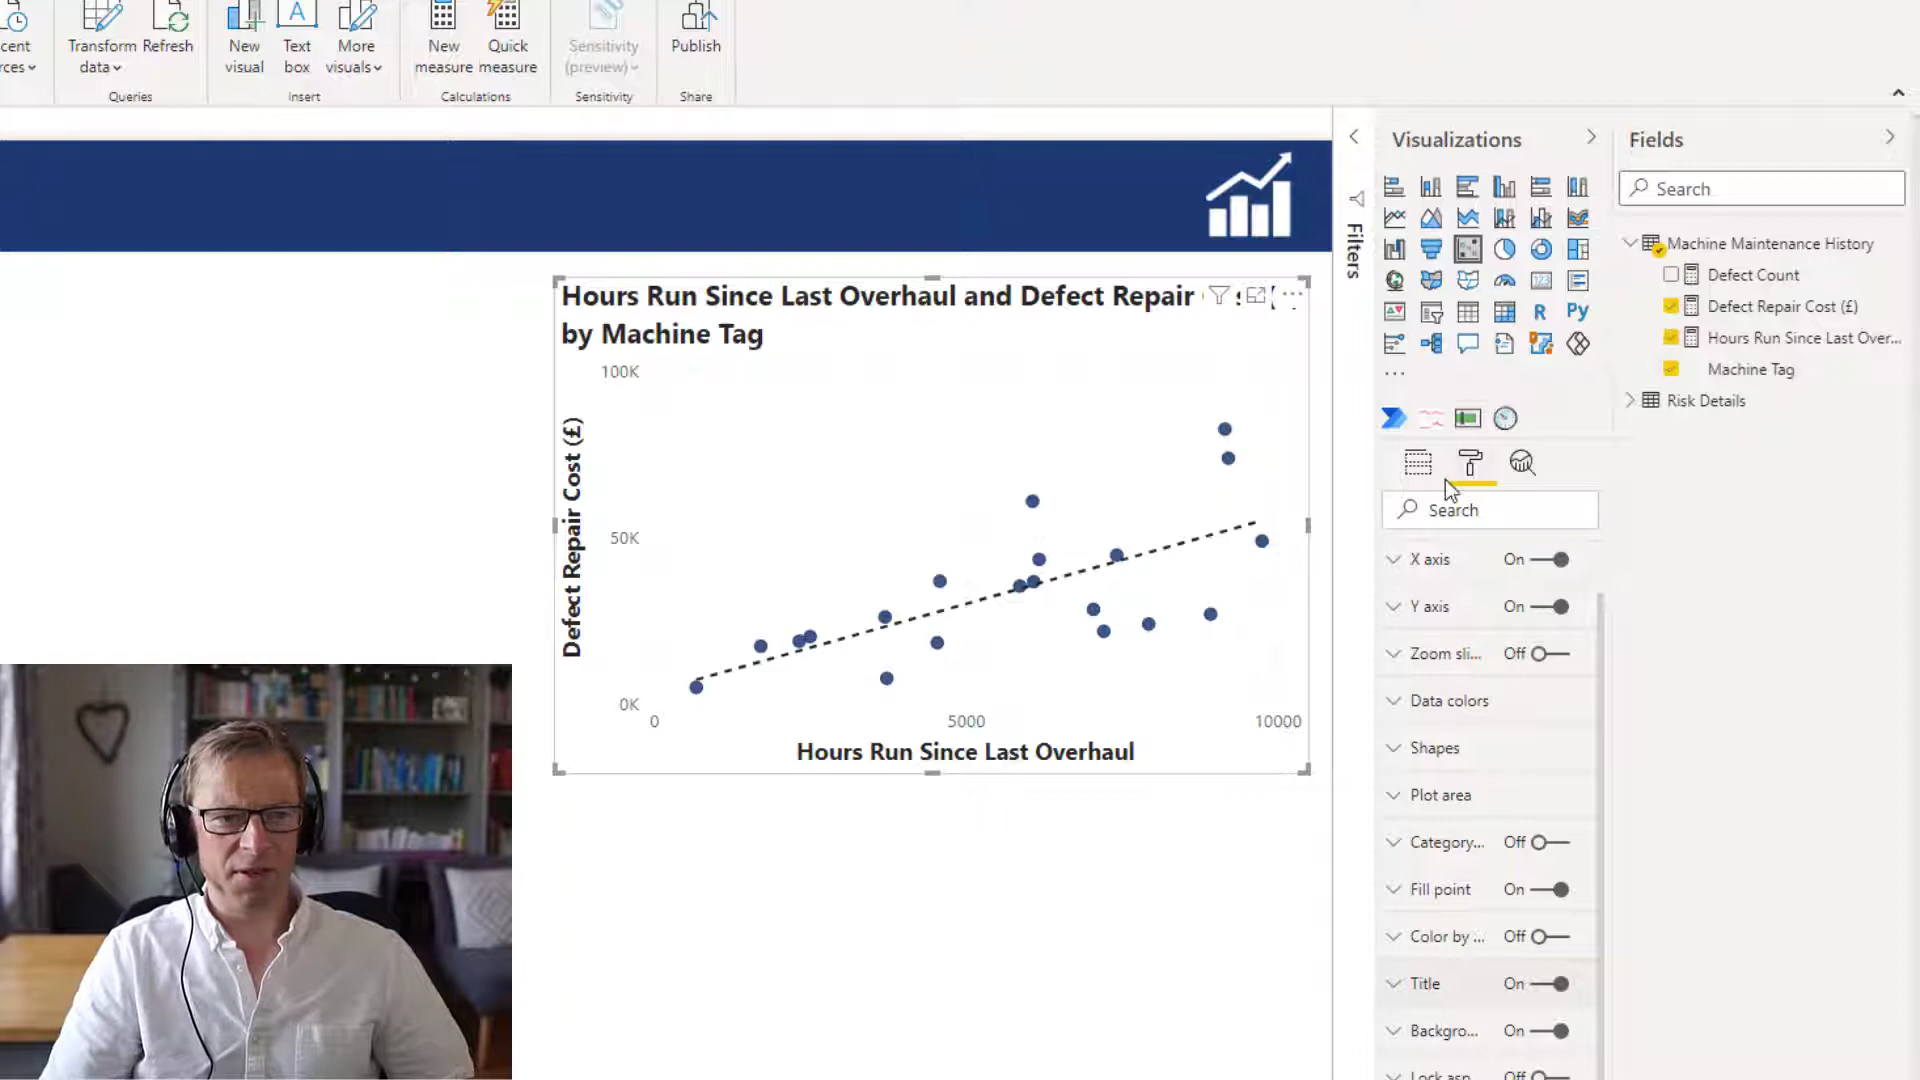 cent
rces
Transform
data
Refresh
Queries
New
visual
Text
box
More
visuals
Insert
New
measure
Quick
measure
Calculations
Sensitivity
(preview)
Sensitivity
Publish
Share
Hours Run Since Last Overhaul and Defect Repair
by Machine Tag
100K
50K
0K
Defect Repair Cost (£)
0
5000
10000
Hours Run Since Last Overhaul
Filters
Visualizations
R
Py
123
A
Search
X axis On
Y axis On
Zoom sli... Off
Data colors
Shapes
Plot area
Category... Off
Fill point On
Color by ... Off
Title On
Backgro... On
Lock asp... Off
Fields
Search
Machine Maintenance History
Defect Count
Defect Repair Cost (£)
Hours Run Since Last Over...
Machine Tag
Risk Details